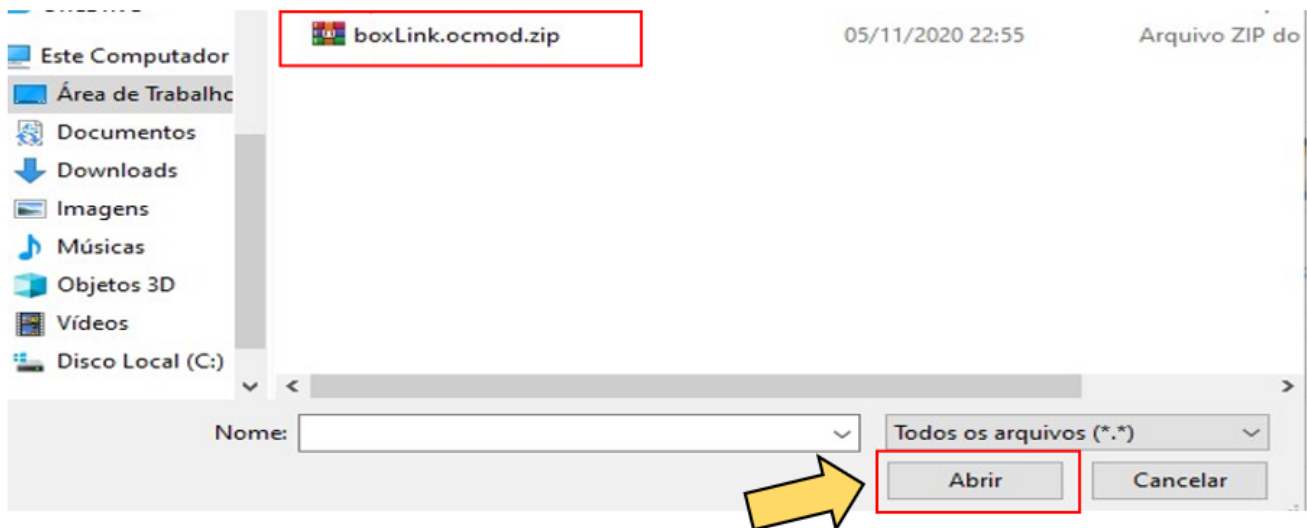 boxLink.ocmod.zip 05/11/2020 22:55 Arquivo ZIP do
Este Computador
Área de Trabalho
Documentos
Downloads
Imagens
Músicas
Objetos 3D
Vídeos
Disco Local (C:)
Nome:
Todos os arquivos (*.*)
Abrir
Cancelar